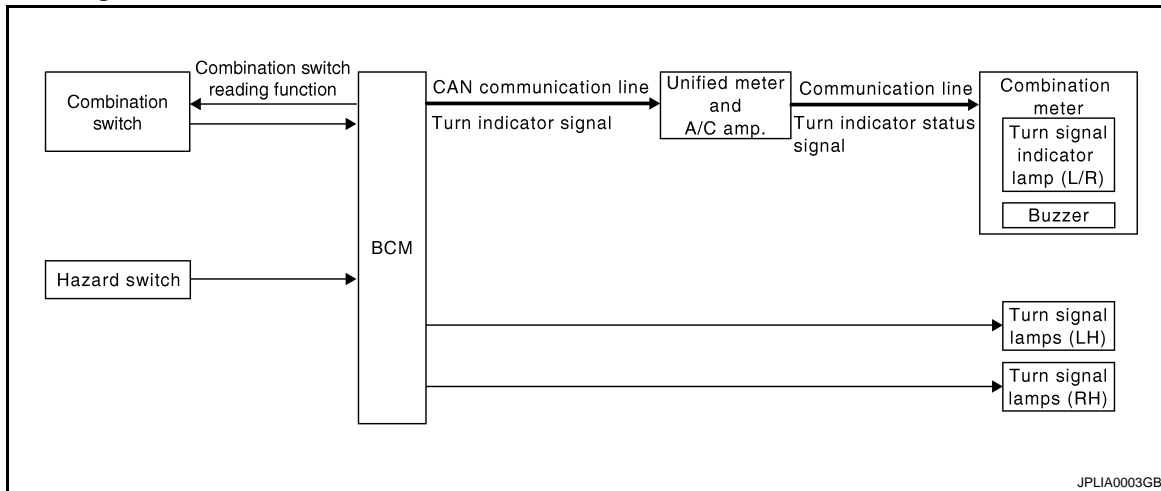 Combination switch
reading function
Combination
switch
CAN communication line
Turn indicator signal
Unified meter
and
A/C amp.
Communication line
Turn indicator status
signal
Combination
meter
Turn signal
indicator
lamp (L/R)
Buzzer
BCM
Hazard switch
Turn signal
lamps (LH)
Turn signal
lamps (RH)
JPLIA0003GB